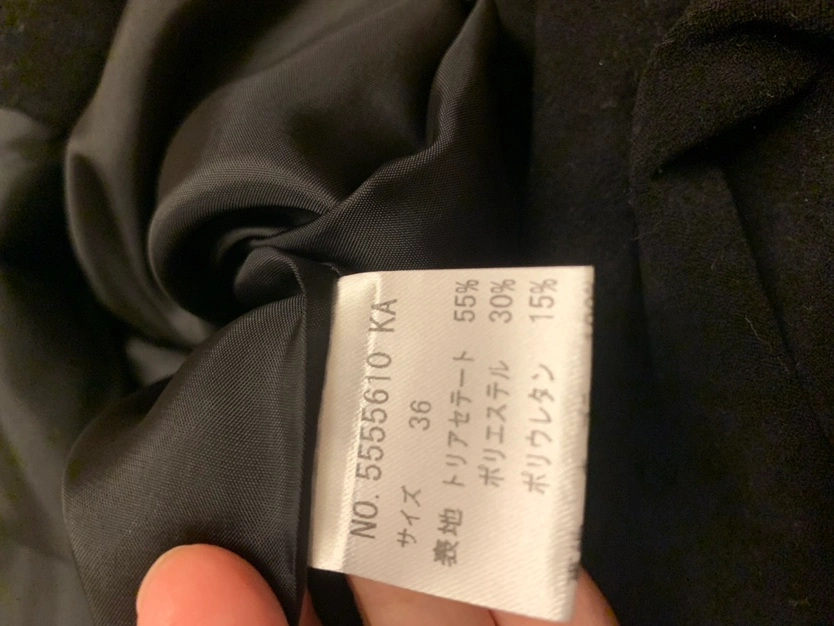 NO. 5555610 KA
サイズ 36
表地 トリアセテート 55%
ポリエステル 30%
ポリウレタン 15%